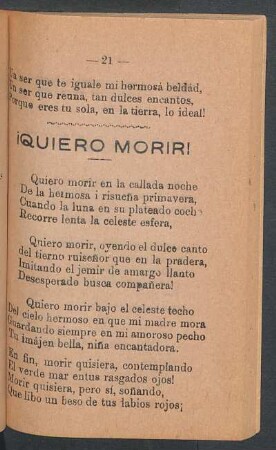 — 21 —
Un ser que te iguale mi hermosá beldad,
Un ser que reuna, tan dulces encantos,
Porque eres tu sola, en la tierra, lo ideal!
¡QUIERO MORIR!
Quiero morir en la callada noche
De la hermosa i risueña primavera,
Cuando la luna en su plateado coche
Recorre lenta la celeste esfera,
Quiero morir, oyendo el dulce canto
del tierno ruiseñor que en la pradera,
Imitando el jemir de amargo llanto
Desesperado busca compañera!
Quiero morir bajo el celeste techo
Del cielo hermoso en que mi madre mora
Guardando siempre en mi amoroso pecho
Tu imájen bella, niña encantadora.
En fin, morir quisiera, contemplando
El verde mar entus rasgados ojos!
Morir quisiera, pero sí, soñando,
Que libo un beso de tus labios rojos;